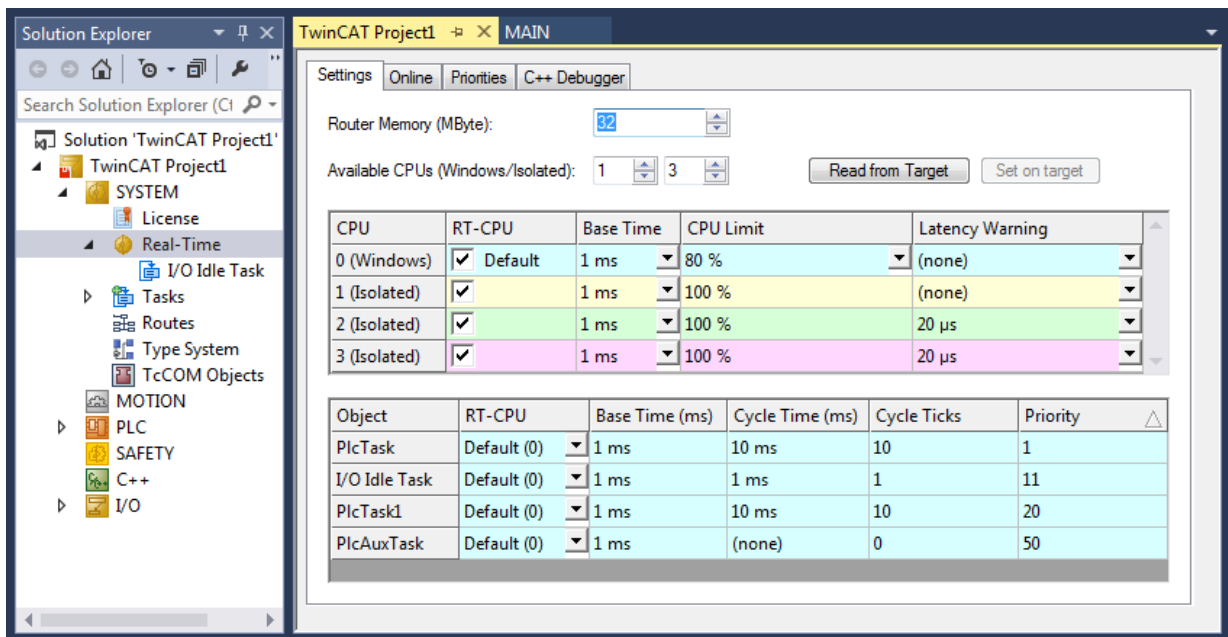 Solution Explorer
Search Solution Explorer (Ct
Solution 'TwinCAT Project1'
TwinCAT Project1
SYSTEM
License
Real-Time
I/O Idle Task
Tasks
Routes
Type System
TcCOM Objects
MOTION
PLC
SAFETY
C++
I/O
TwinCAT Project1 MAIN
Settings Online Priorities C++ Debugger
Router Memory (MByte): 32
Available CPUs (Windows/Isolated): 1 3 Read from Target Set on target
CPU RT-CPU Base Time CPU Limit Latency Warning
0 (Windows) Default 1 ms 80 % (none)
1 (Isolated) 1 ms 100 % (none)
2 (Isolated) 1 ms 100 % 20 µs
3 (Isolated) 1 ms 100 % 20 µs
Object RT-CPU Base Time (ms) Cycle Time (ms) Cycle Ticks Priority
PlcTask Default (0) 1 ms 10 ms 10 1
I/O Idle Task Default (0) 1 ms 1 ms 1 11
PlcTask1 Default (0) 1 ms 10 ms 10 20
PlcAuxTask Default (0) 1 ms (none) 0 50